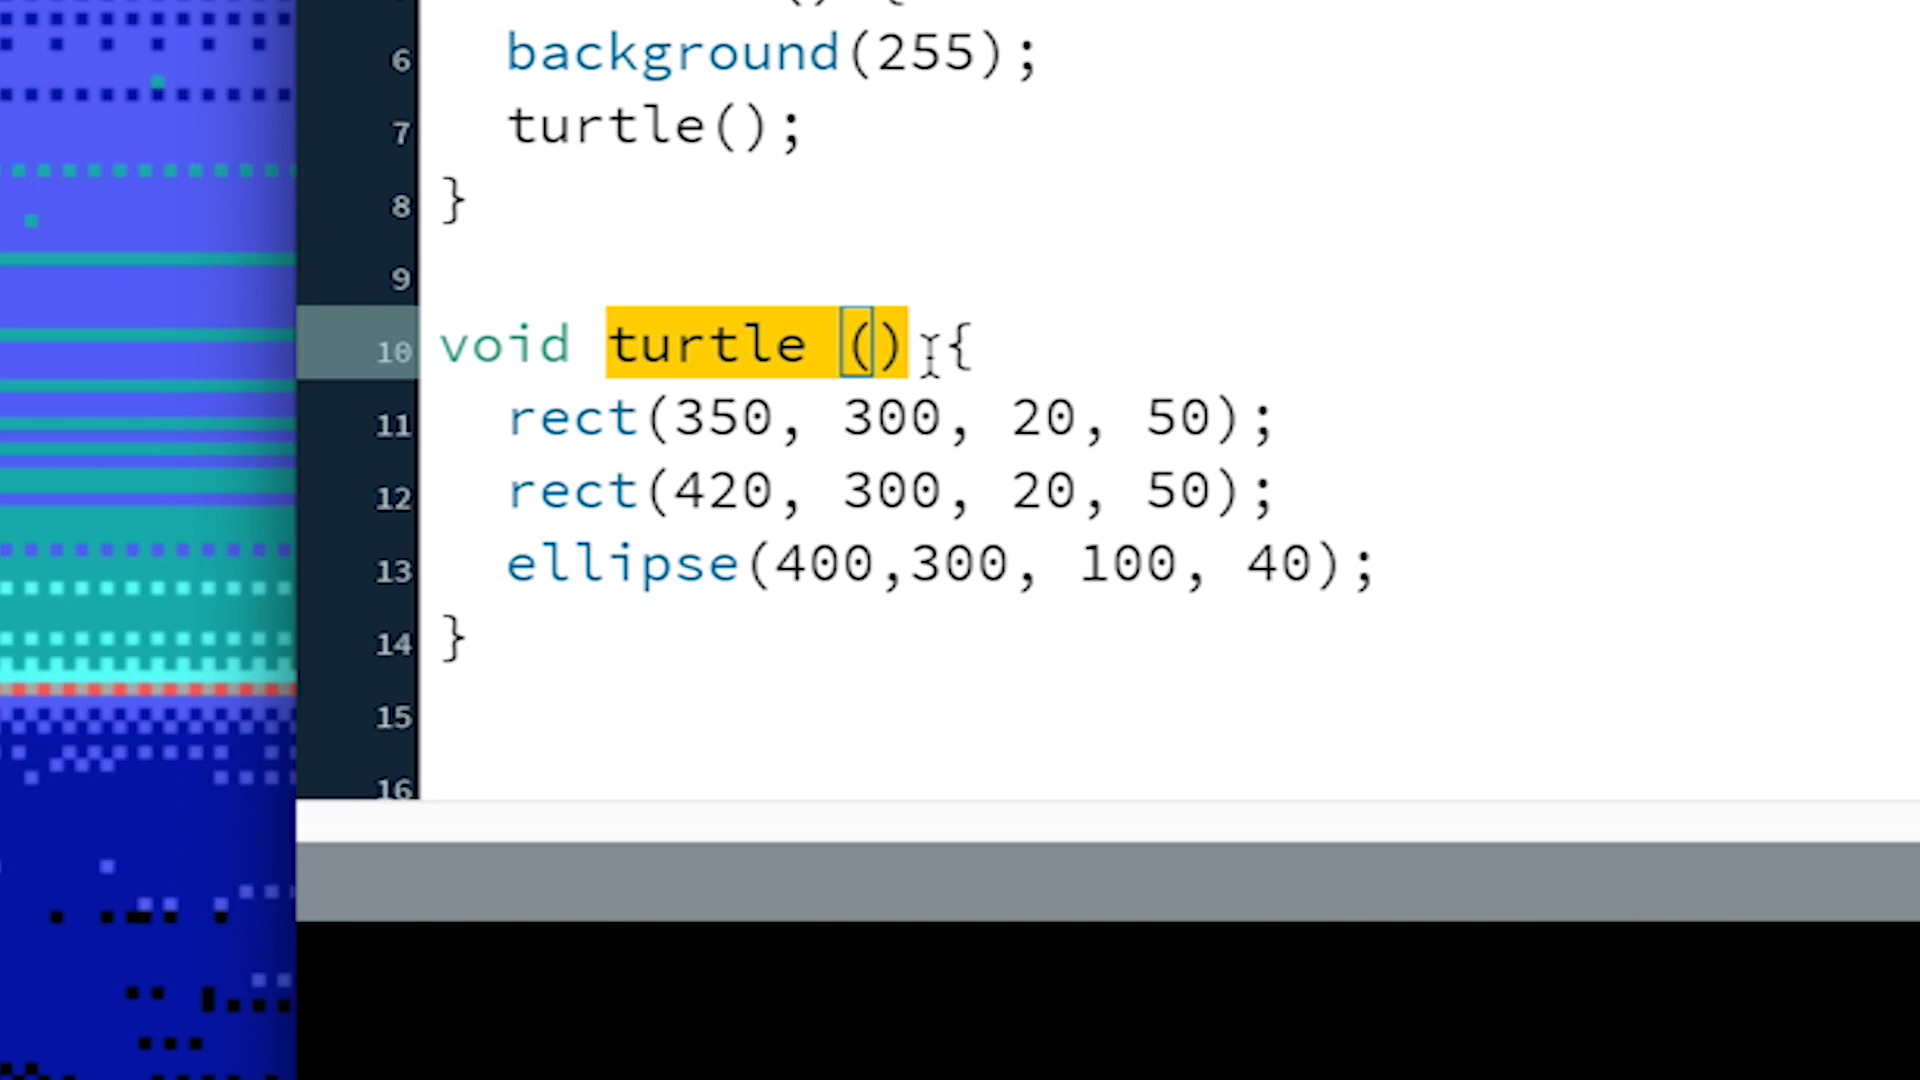 () {
6 background(255);
7 turtle();
8 }
9
10 void turtle () {
11 rect(350, 300, 20, 50);
12 rect(420, 300, 20, 50);
13 ellipse(400,300, 100, 40);
14 }
15
16